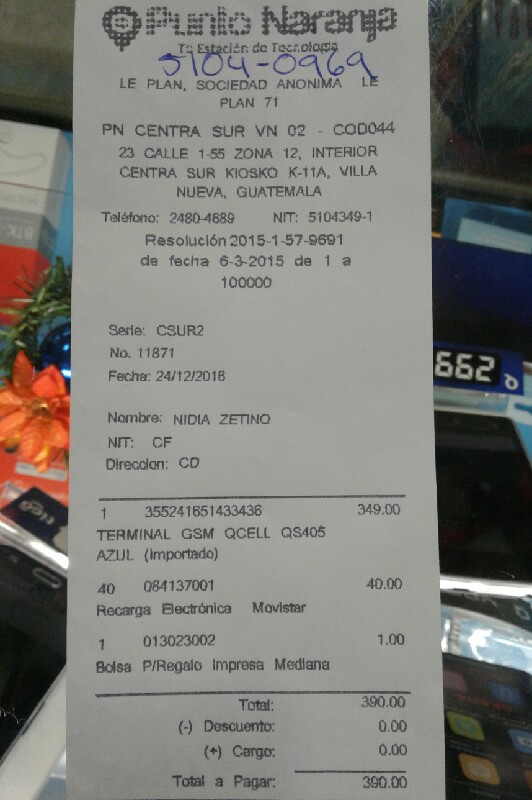 Punto Naranja
Tu Estación de Tecnología
5104-0969
LE PLAN, SOCIEDAD ANONIMA LE
PLAN 71
PN CENTRA SUR VN 02 - COD044
23 CALLE 1-55 ZONA 12, INTERIOR
CENTRA SUR KIOSKO K-11A, VILLA
NUEVA, GUATEMALA
Teléfono: 2480-4689 NIT: 5104349-1
Resolución 2015-1-57-9691
de fecha 6-3-2015 de 1 a
100000
Serie: CSUR2
No. 11871
Fecha: 24/12/2016
Nombre: NIDIA ZETINO
NIT: CF
Direccion: CD
1 355241651433436 349.00
TERMINAL GSM QCELL QS405
AZUL (Importado)
40 084137001 40.00
Recarga Electrónica Movistar
1 013023002 1.00
Bolsa P/Regalo Impresa Mediana
Total: 390.00
(-) Descuento: 0.00
(+) Cargo: 0.00
Total a Pagar: 390.00
tigo